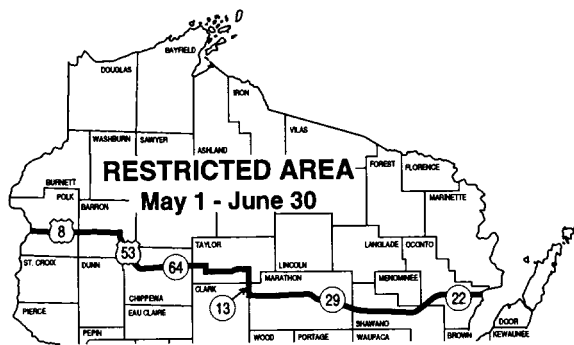 BAYFIELD
DOUGLAS
IRON
VILAS
WASHBURN
SAWYER
ASHLAND
FOREST
FLORENCE
RESTRICTED AREA
May 1 - June 30
BURNETT
POLK
BARRON
MARINETTE
8
53
64
TAYLOR
LINCOLN
LANGLADE
OCONTO
ST. CROIX
DUNN
CLARK
MARATHON
MENOMINEE
13
29
22
CHIPPEWA
EAU CLAIRE
PIERCE
PEPIN
WOOD
PORTAGE
SHAWANO
WAUPACA
BROWN
DOOR
KEWAUNEE